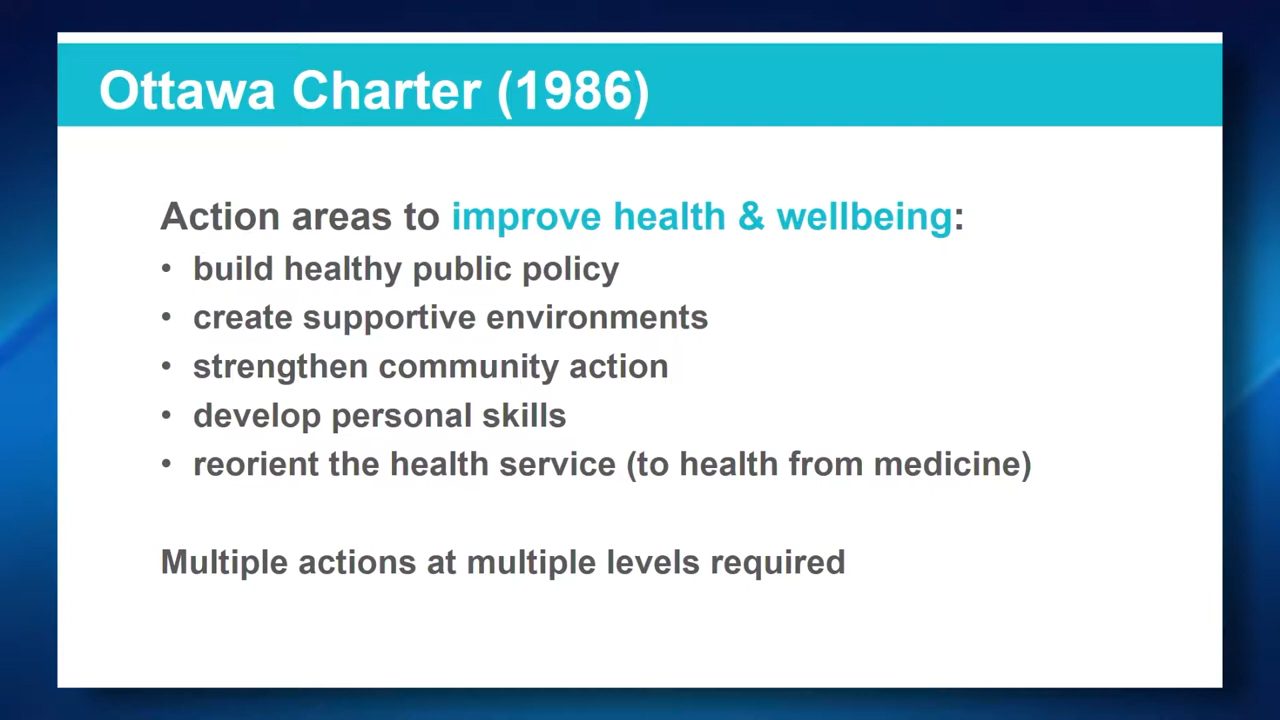 Ottawa Charter (1986)
Action areas to improve health & wellbeing:
• build healthy public policy
• create supportive environments
• strengthen community action
• develop personal skills
• reorient the health service (to health from medicine)
Multiple actions at multiple levels required